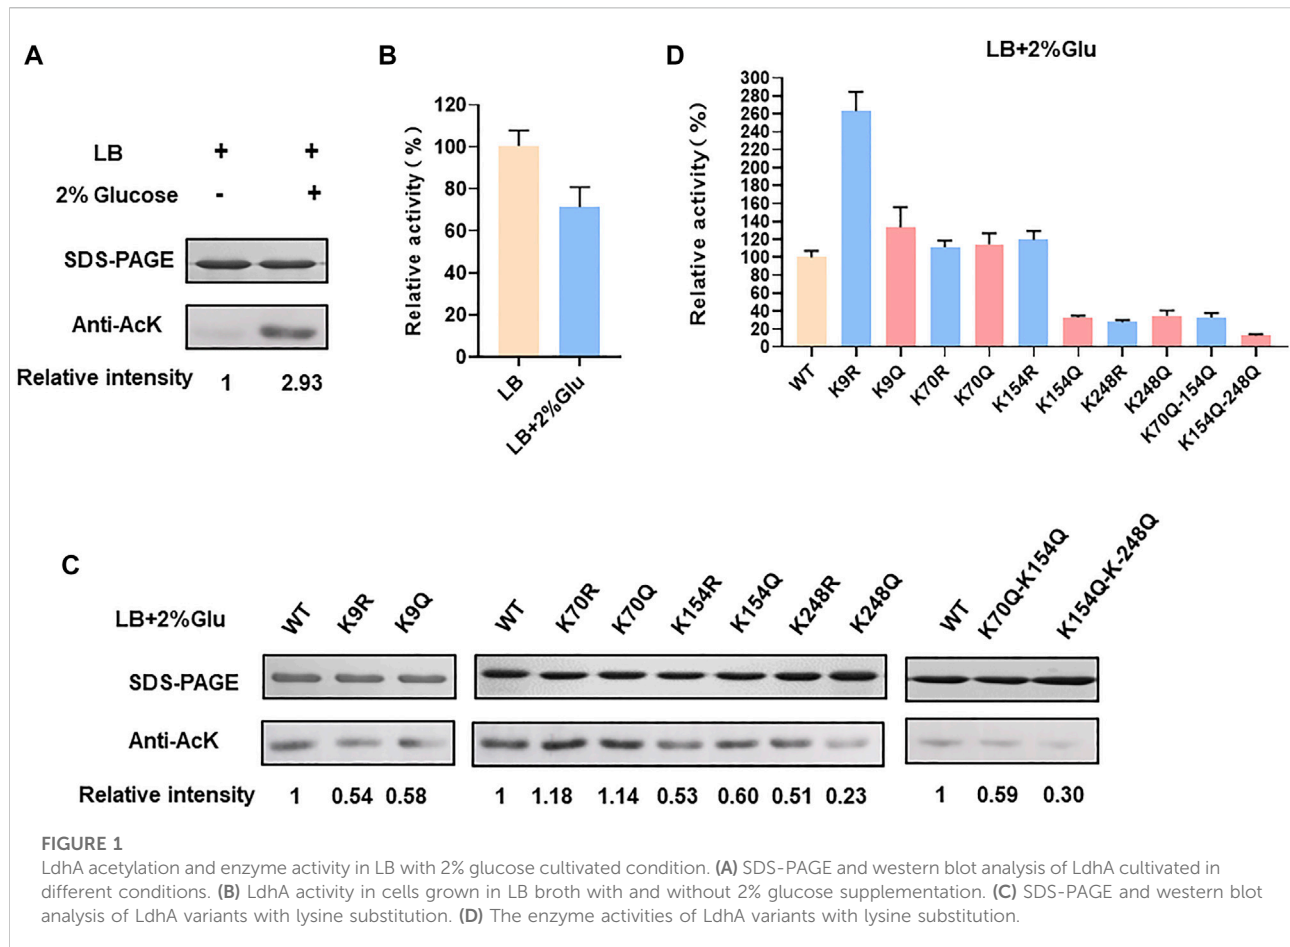 A
LB + +
2% Glucose - +
SDS-PAGE
Anti-AcK
Relative intensity 1 2.93
B
Relative activity (%)
120
100
80
60
40
20
0
LB
LB+2%Glu
D
LB+2%Glu
Relative activity(%)
300
280
260
240
220
200
180
160
140
120
100
80
60
40
20
0
WT
K9R
K9Q
K70R
K70Q
K154R
K154Q
K248R
K248Q
K70Q-154Q
K154Q-248Q
C
LB+2%Glu
WT K9R K9Q WT K70R K70Q K154R K154Q K248R K248Q WT K70Q-K154Q K154Q-K-248Q
SDS-PAGE
Anti-AcK
Relative intensity 1 0.54 0.58 1 1.18 1.14 0.53 0.60 0.51 0.23 1 0.59 0.30
FIGURE 1
LdhA acetylation and enzyme activity in LB with 2% glucose cultivated condition. (A) SDS-PAGE and western blot analysis of LdhA cultivated in
different conditions. (B) LdhA activity in cells grown in LB broth with and without 2% glucose supplementation. (C) SDS-PAGE and western blot
analysis of LdhA variants with lysine substitution. (D) The enzyme activities of LdhA variants with lysine substitution.